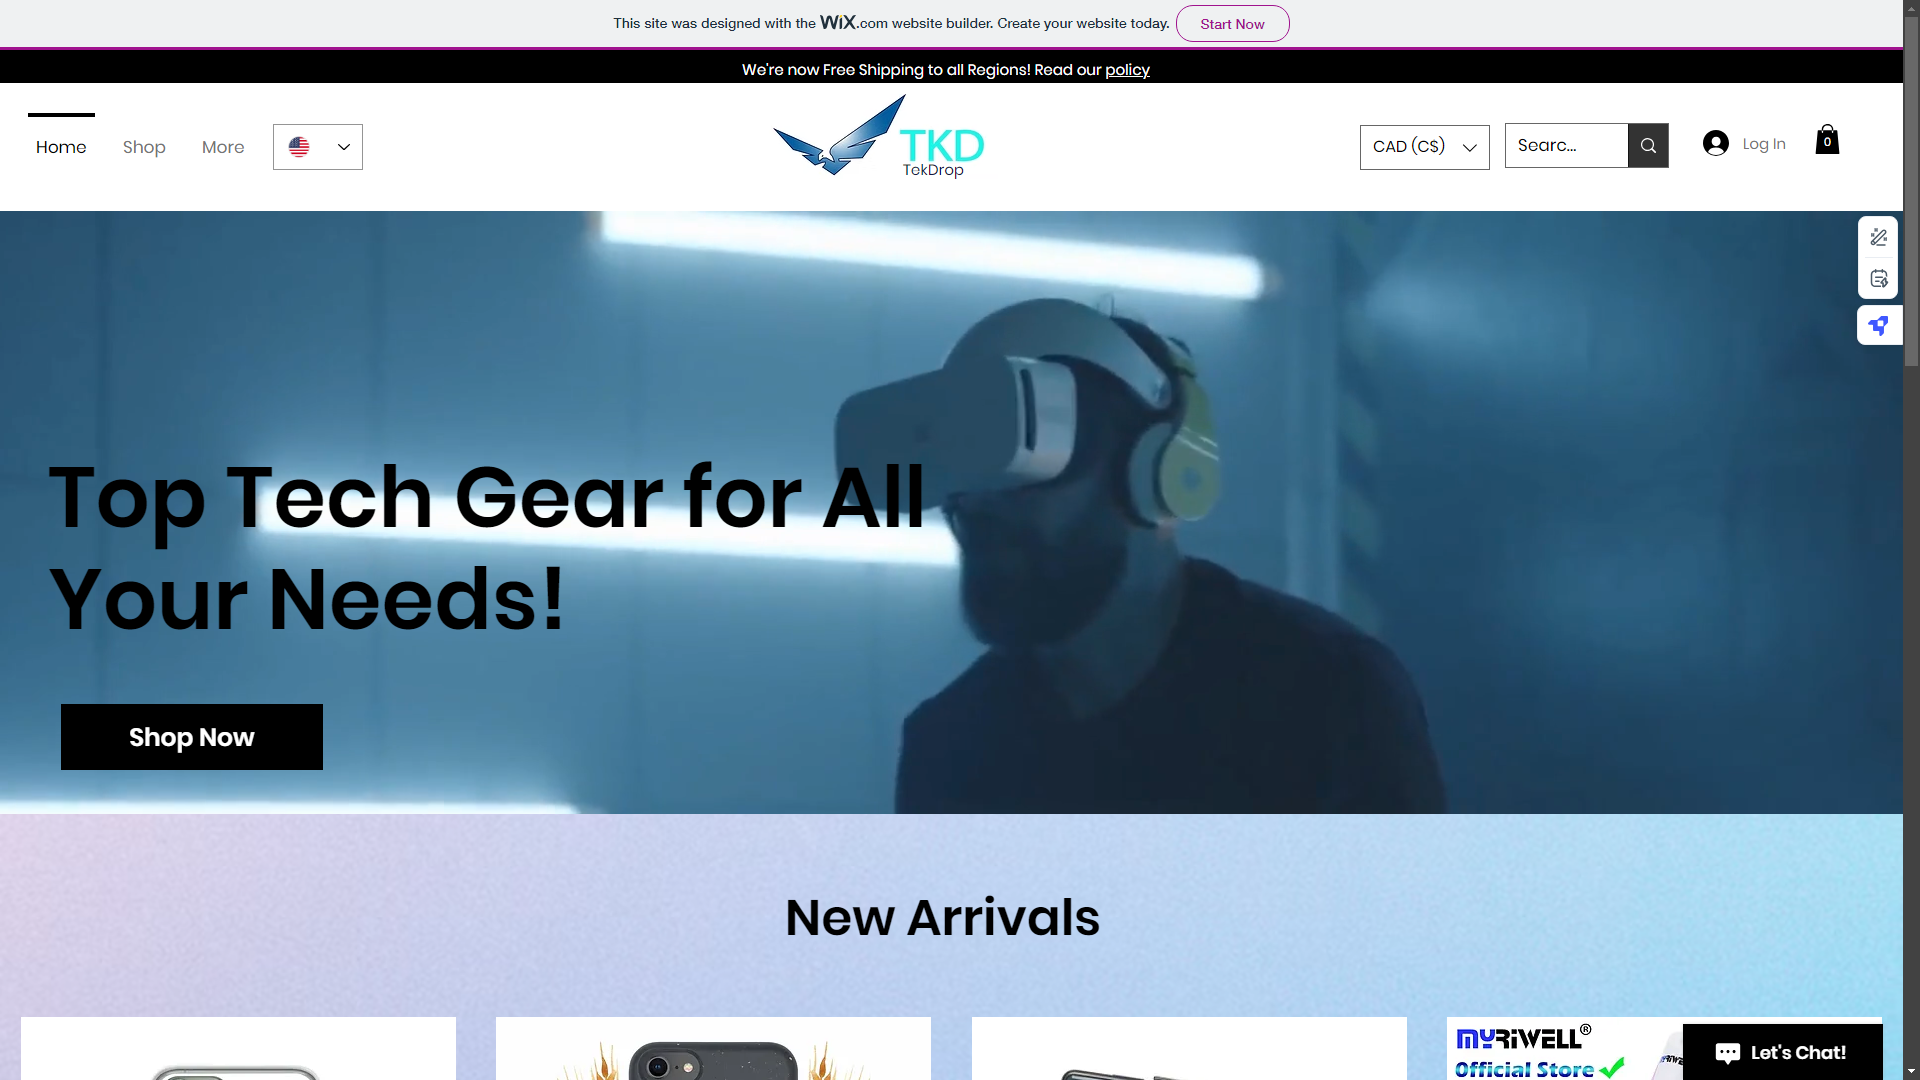 This site was designed with the WiX.com website builder. Create your website today. Start Now
We're now Free Shipping to all Regions! Read our policy
Home Shop More
TKD
TekDrop
CAD (C$) Searc... Log In 0
Top Tech Gear for All
Your Needs!
Shop Now
New Arrivals
MYRIWELL®
Official Store
Let's Chat!